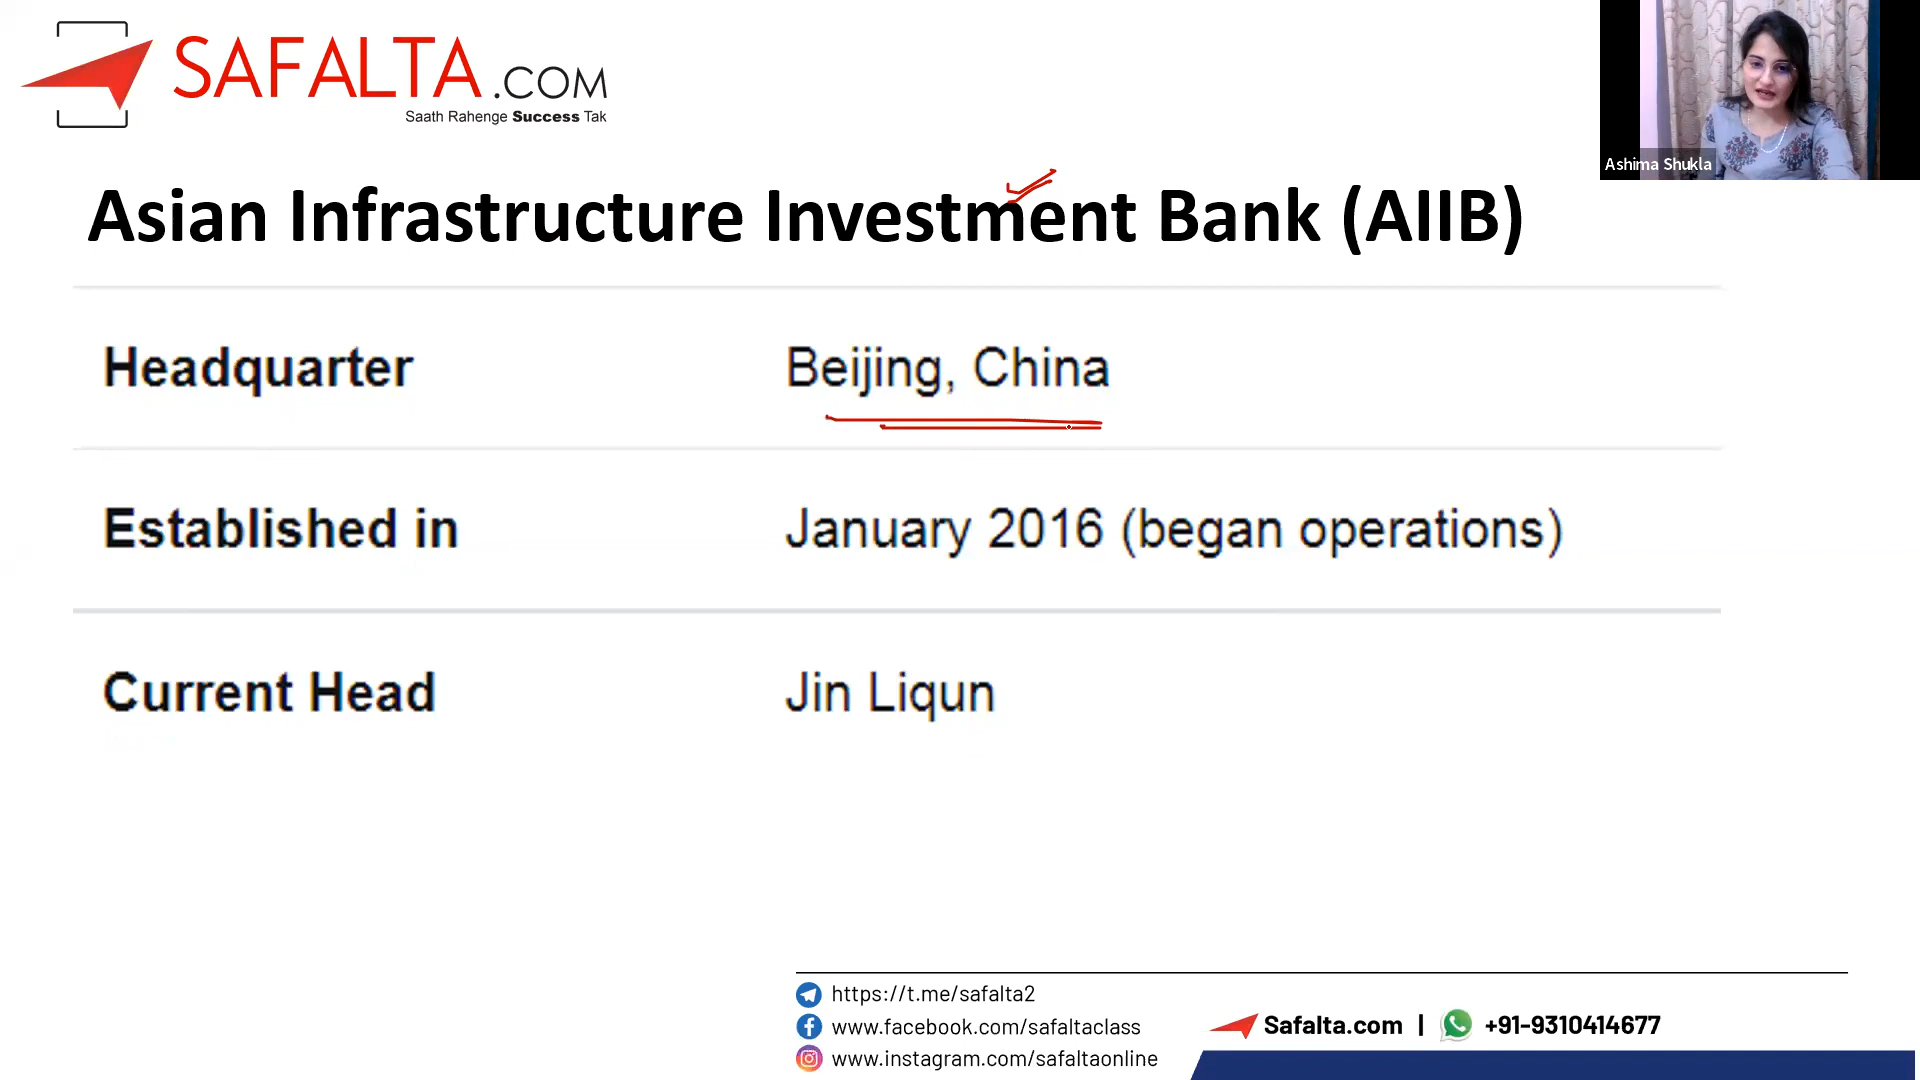 SAFALTA.COM
Saath Rahenge Success Tak
Ashima Shukla
Asian Infrastructure Investment Bank (AIIB)
Headquarter Beijing, China
Established in January 2016 (began operations)
Current Head Jin Liqun
https://t.me/safalta2
www.facebook.com/safaltaclass
www.instagram.com/safaltaonline
Safalta.com | +91-9310414677